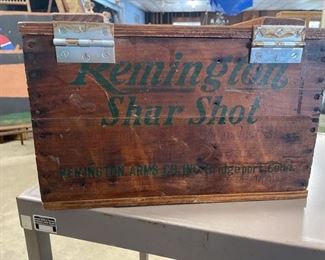 Remington
Shur Shot
REMINGTON ARMS CO. INC. Bridgeport, Conn.